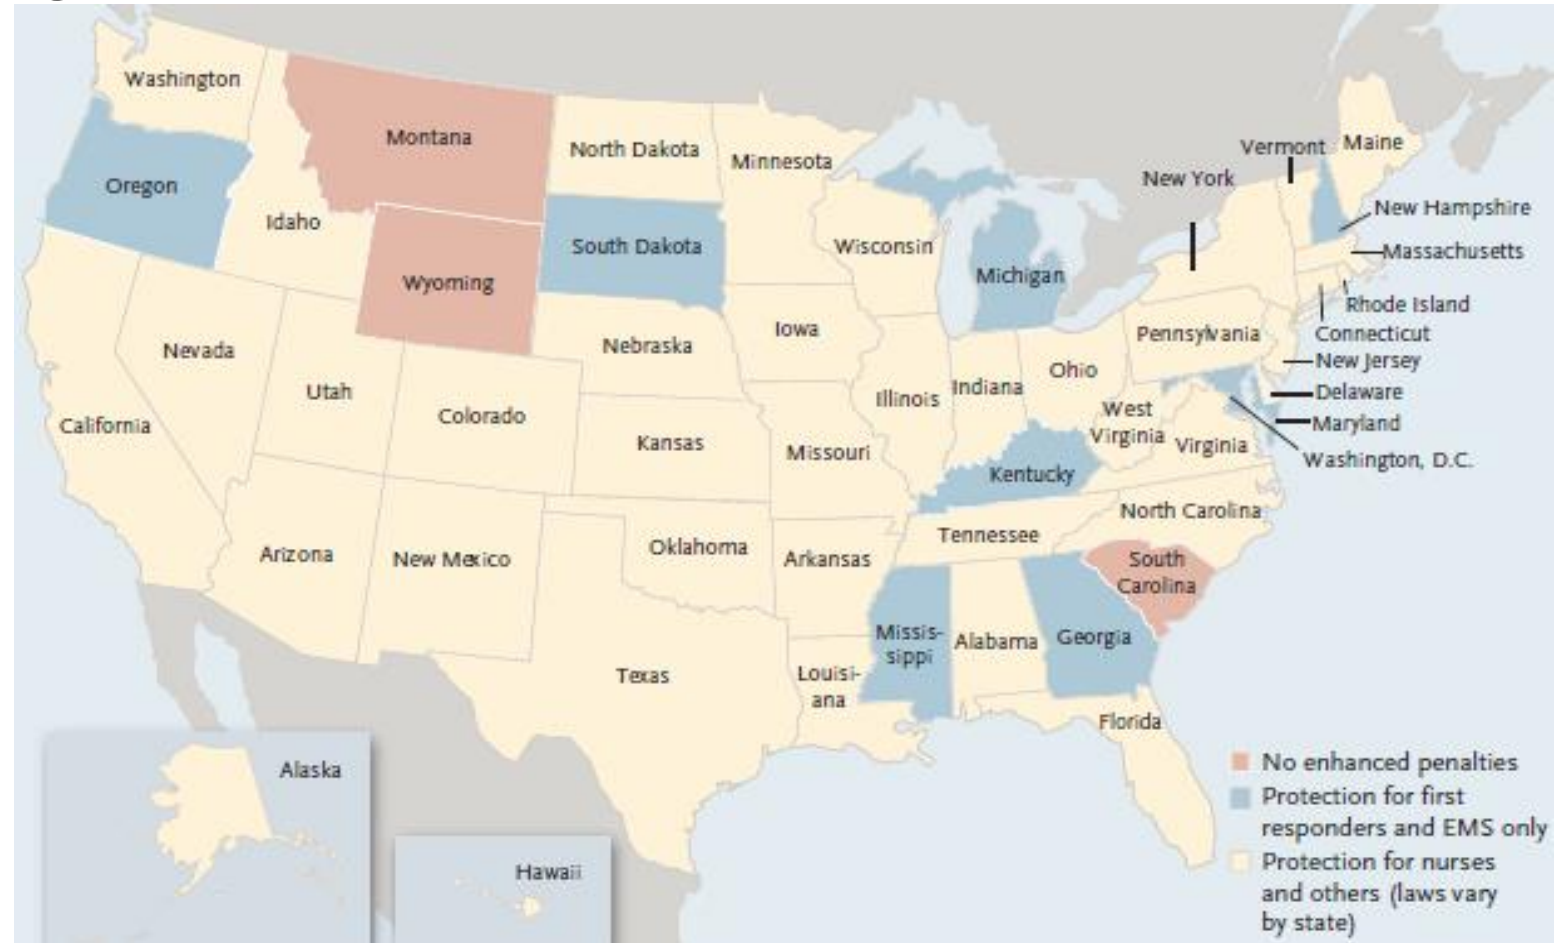 Washington
Montana
North Dakota
Minnesota
Vermont
Maine
New York
Oregon
Idaho
Wyoming
South Dakota
Wisconsin
Michigan
New Hampshire
Massachusetts
Rhode Island
Connecticut
New Jersey
Delaware
Maryland
Washington, D.C.
Nevada
Utah
Colorado
Nebraska
Iowa
Illinois
Indiana
Ohio
Pennsylvania
West
Virginia
Virginia
California
Kansas
Missouri
Kentucky
Arizona
New Mexico
Oklahoma
Arkansas
Tennessee
North Carolina
South
Carolina
Texas
Louisi-
ana
Missis-
sippi
Alabama
Georgia
Florida
Alaska
Hawaii
No enhanced penalties
Protection for first
responders and EMS only
Protection for nurses
and others (laws vary
by state)